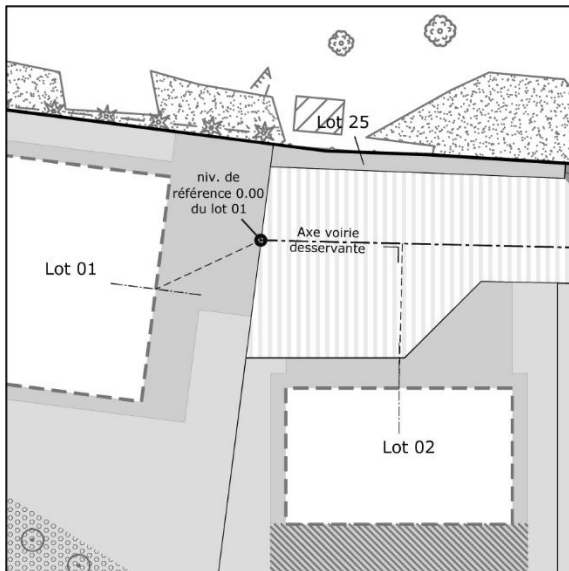 Lot 25
niv. de
référence 0.00
du lot 01
Axe voirie
desservante
Lot 01
Lot 02